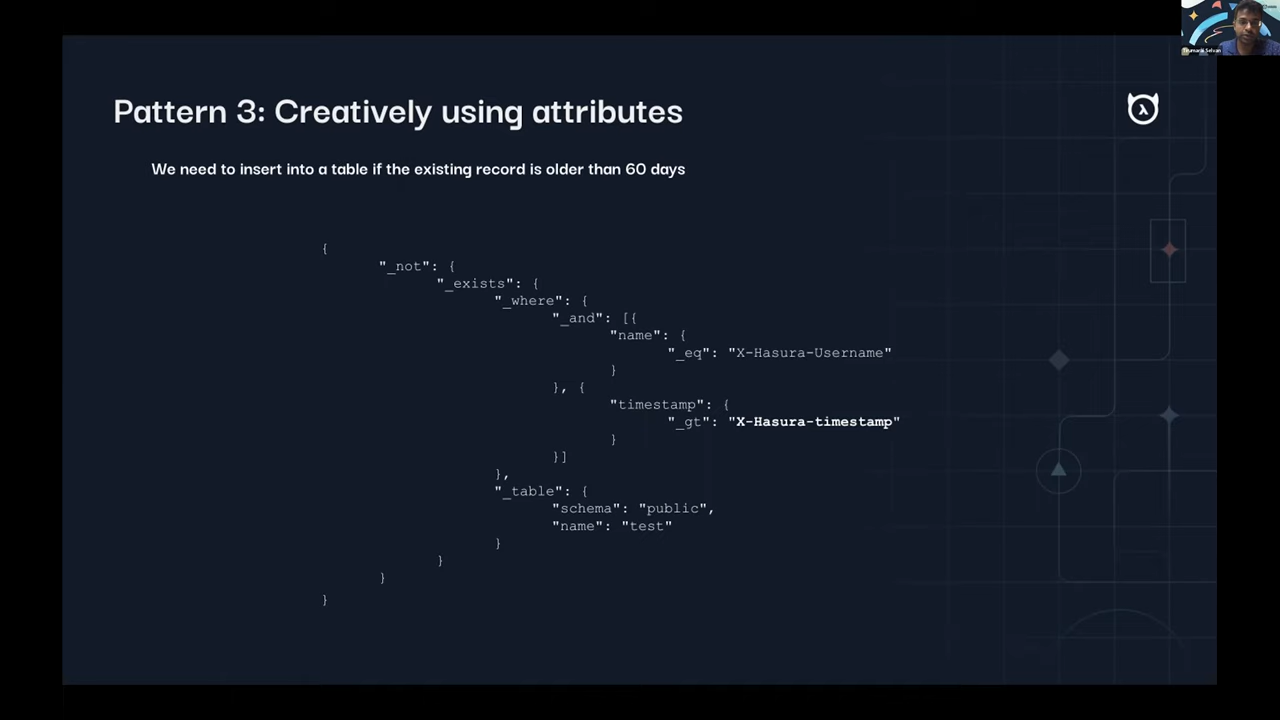 Pattern 3: Creatively using attributes
We need to insert into a table if the existing record is older than 60 days
{
"_not": {
"_exists": {
"_where": {
"_and": [{
"name": {
"_eq": "X-Hasura-Username"
}
}, {
"timestamp": {
"_gt": "X-Hasura-timestamp"
}
}]
},
"_table": {
"schema": "public",
"name": "test"
}
}
}
}